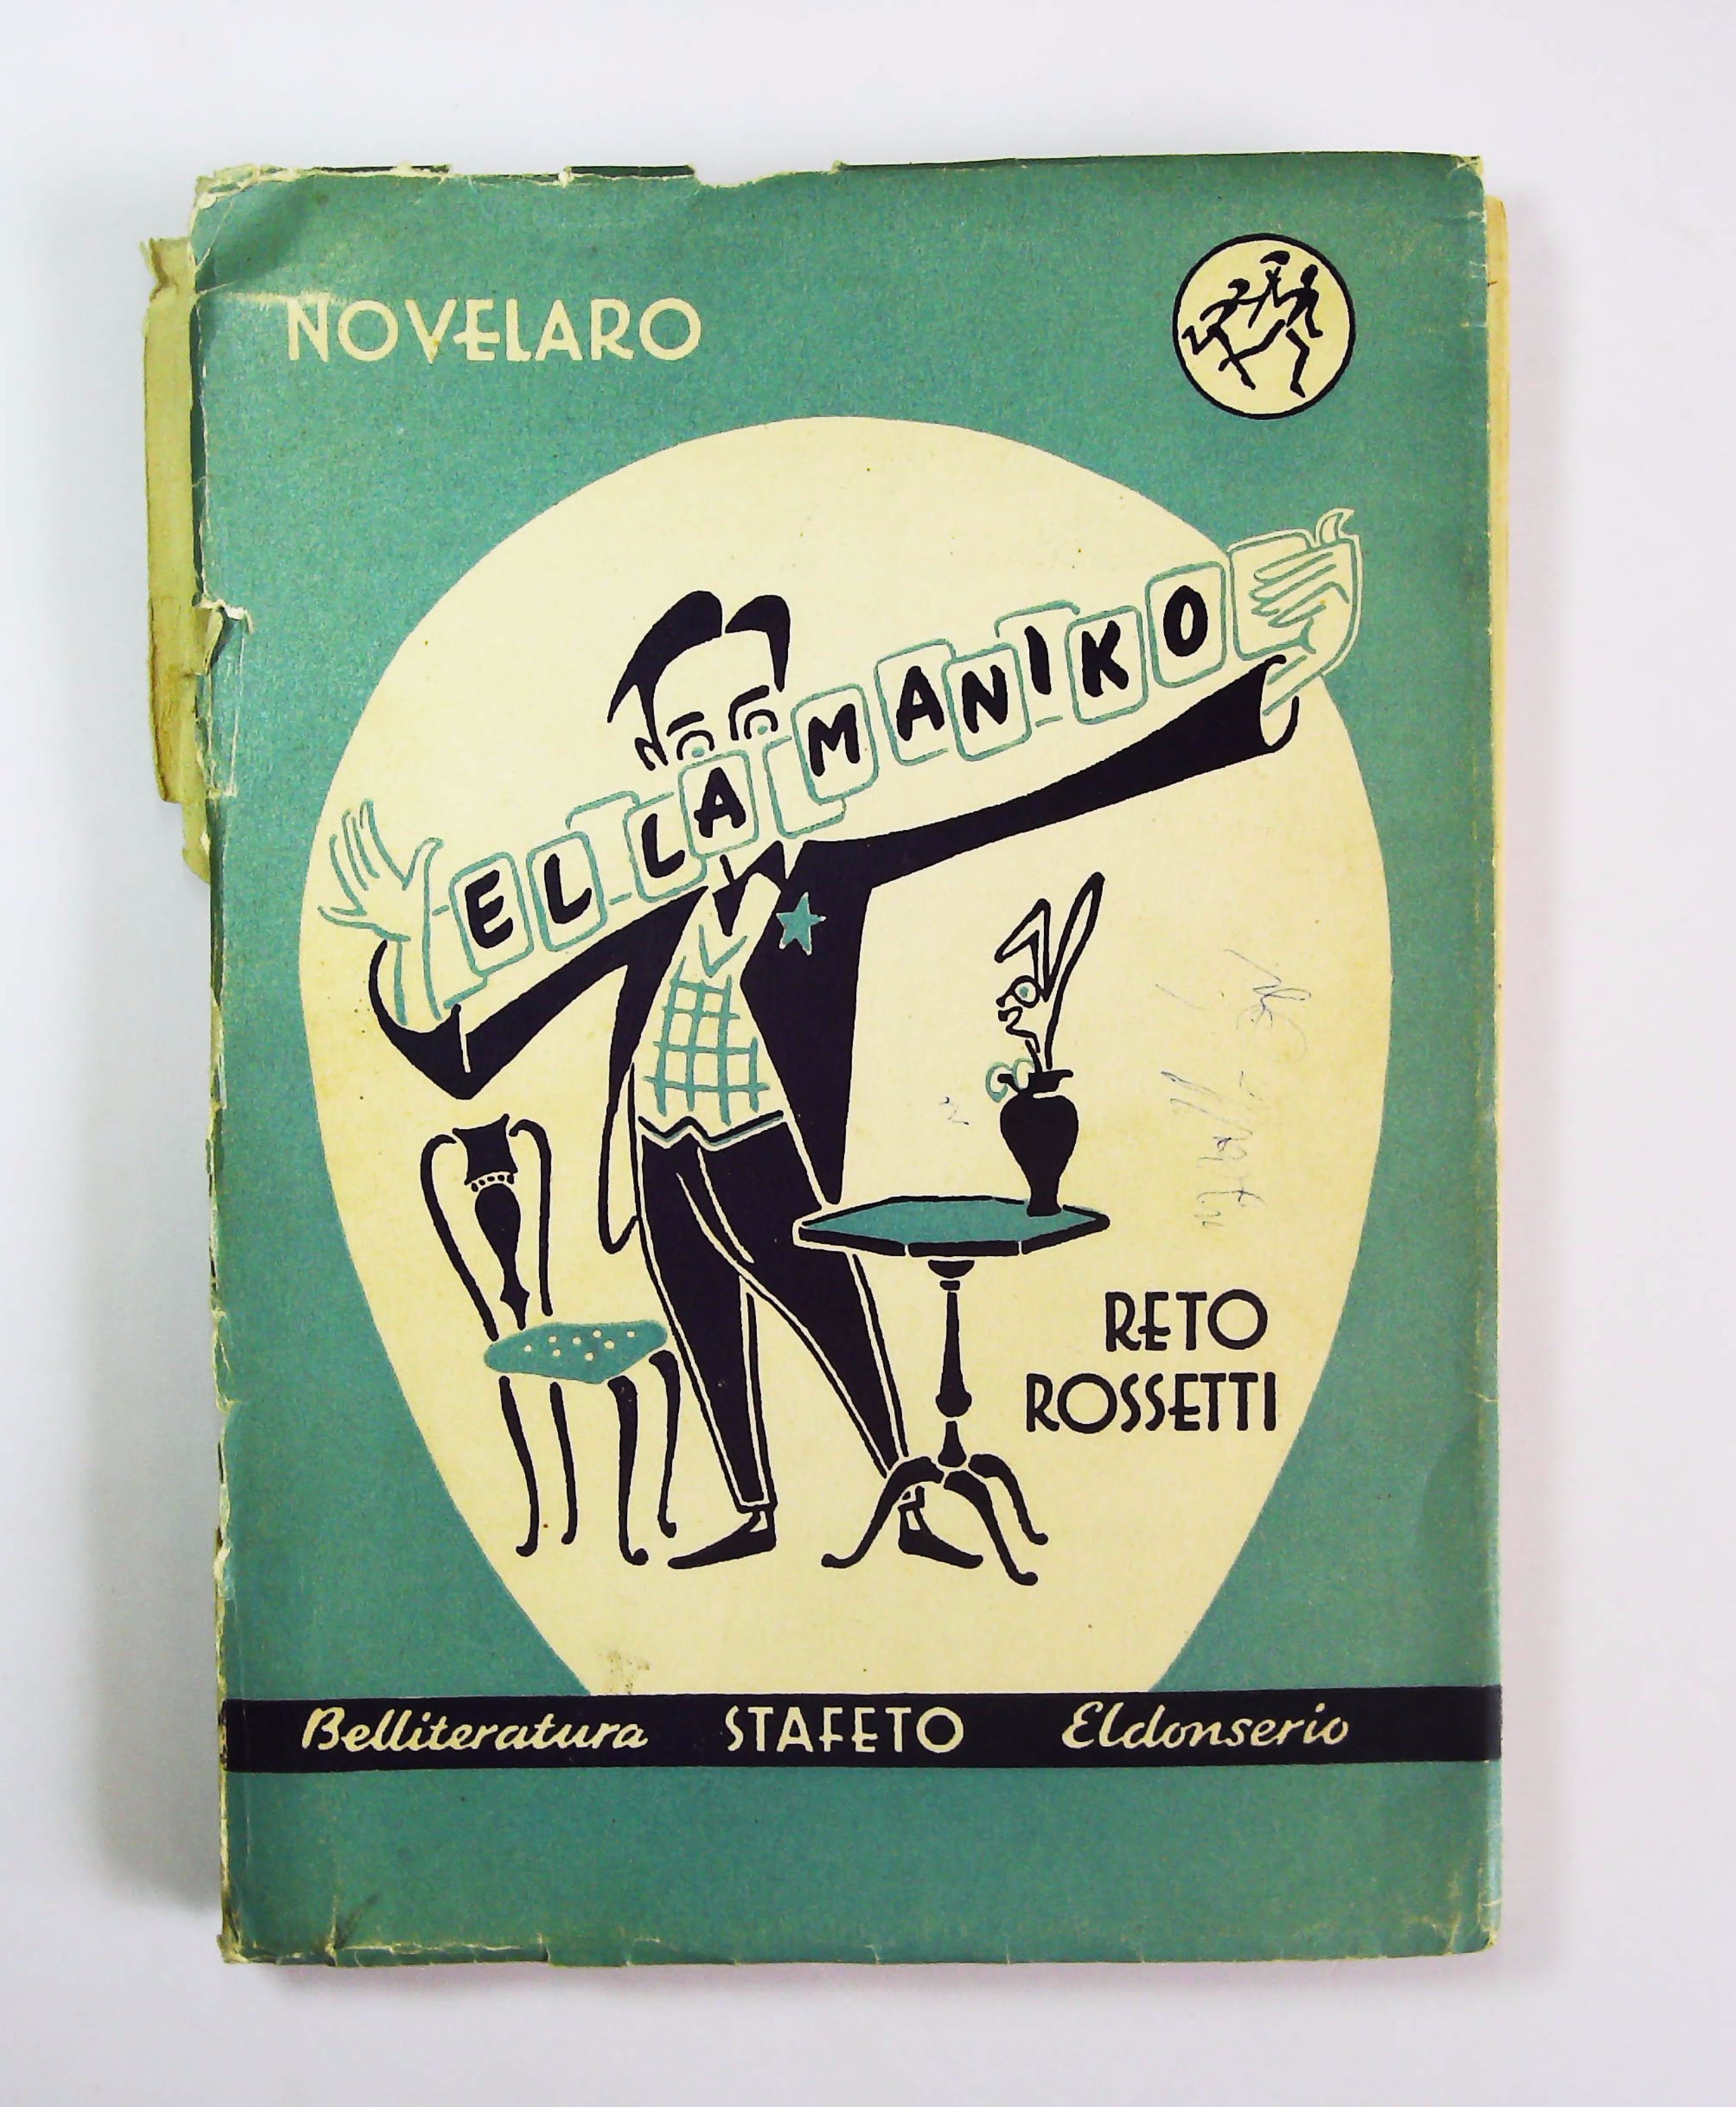 NOVELARO
EL LA MANIKO
RETO
ROSSETTI
Belliteratura STAFETO Eldonserio